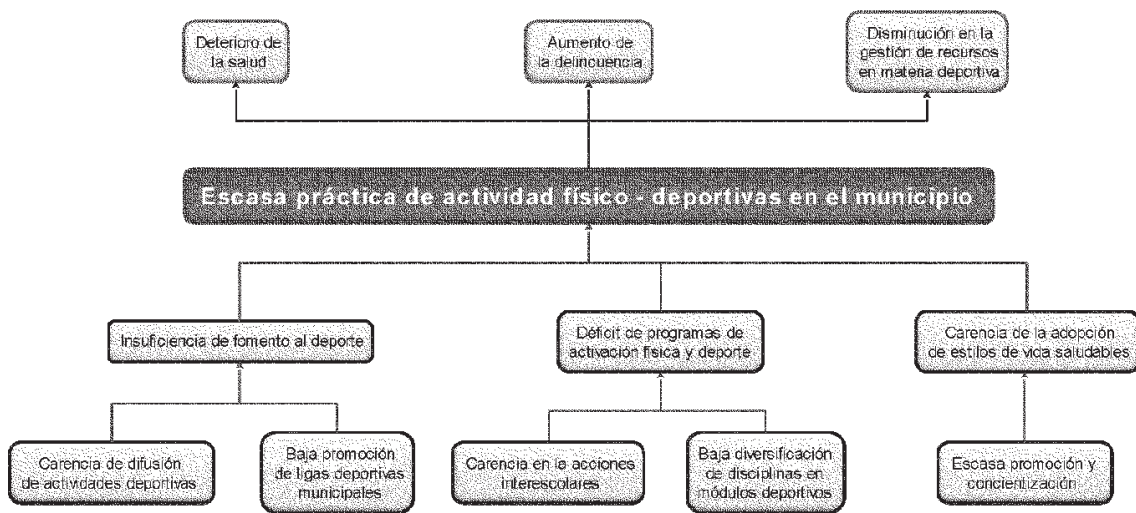 Deterioro de
la salud
Aumento de
la delincuencia
Disminución en la
gestión de recursos
en materia deportiva
Escasa práctica de actividad físico - deportivas en el municipio
Insuficiencia de fomento al deporte
Déficit de programas de
activación física y deporte
Carencia de la adopción
de estilos de vida saludables
Carencia de difusión
de actividades deportivas
Baja promoción
de ligas deportivas
municipales
Carencia en la acciones
interescolares
Baja diversificación
de disciplinas en
módulos deportivos
Escasa promoción y
concientización